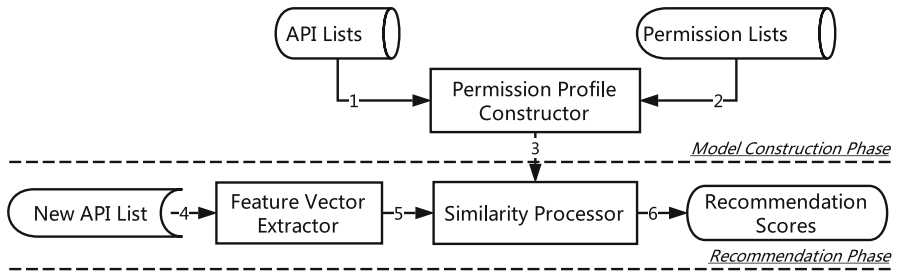 API Lists
Permission Lists
1
Permission Profile
Constructor
2
3
Model Construction Phase
New API List
4
Feature Vector
Extractor
5
Similarity Processor
6
Recommendation
Scores
Recommendation Phase